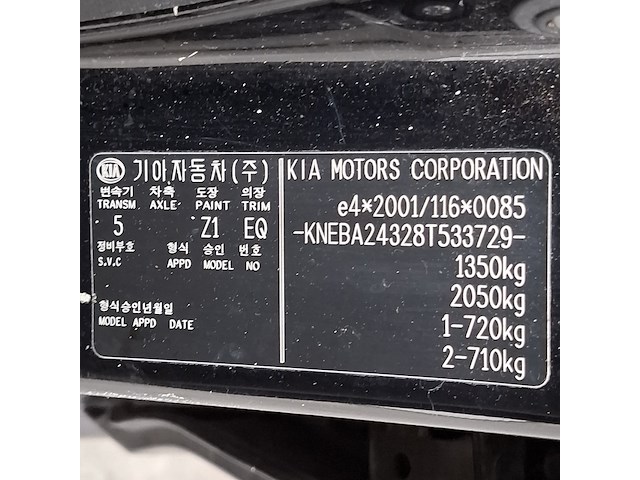 KIA 기아자동차(주)
변속기 차축 도장 의장
TRANSM. AXLE PAINT TRIM
5 Z1 EQ
정비부호 형식 승인 번호
S.V.C APPD MODEL NO
형식승인년월일
MODEL APPD DATE
KIA MOTORS CORPORATION
e4*2001/116*0085
-KNEBA24328T533729-
1350kg
2050kg
1-720kg
2-710kg